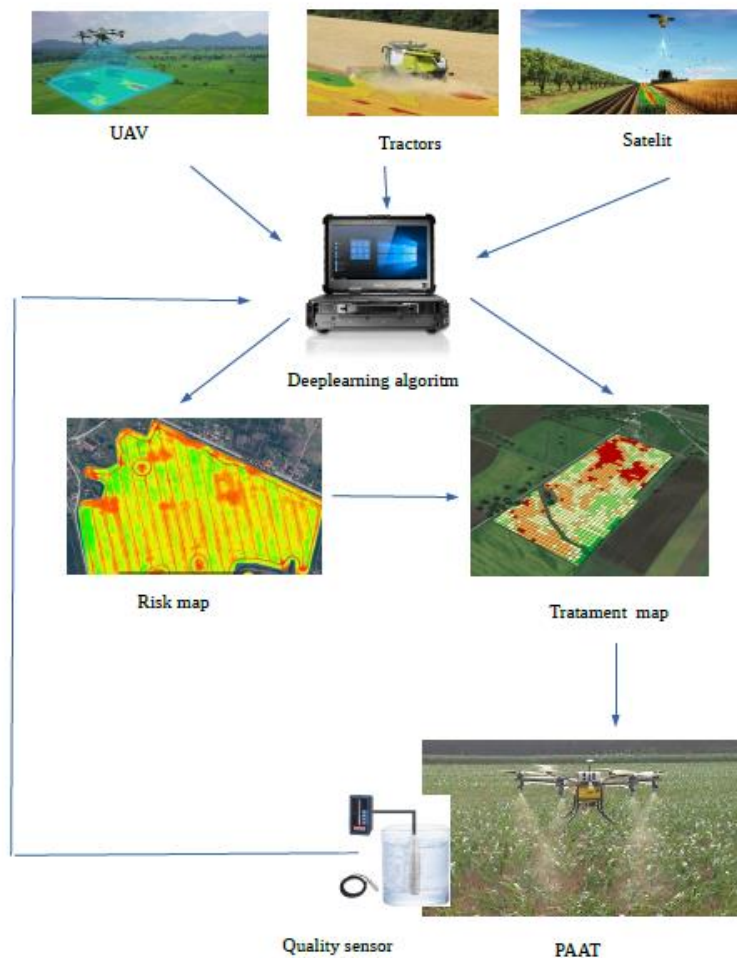 UAV
Tractors
Satelit
Deeplearning algoritm
Risk map
Tratament map
Quality sensor
PAAT